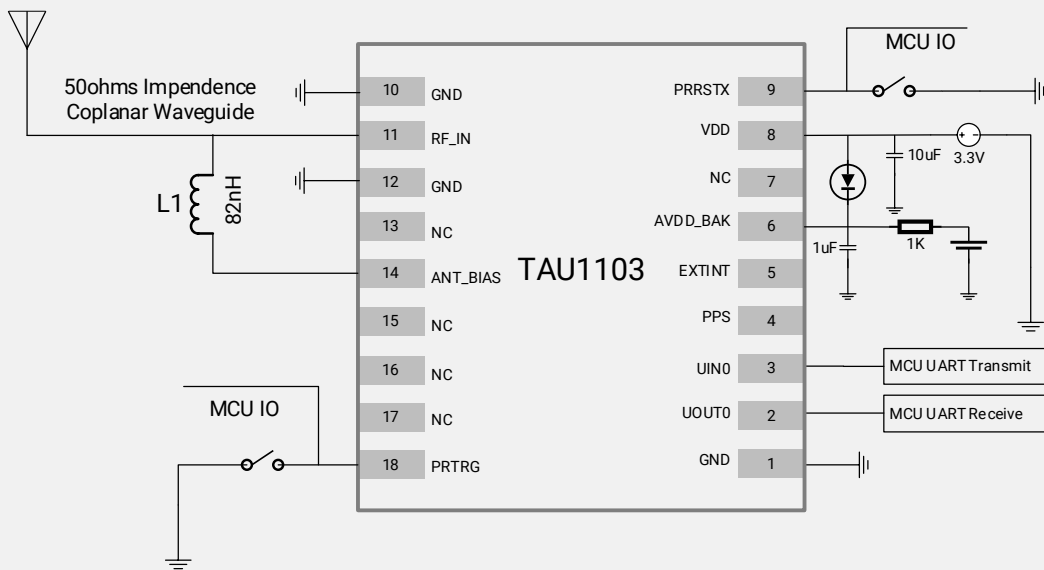 50ohms Impendence
Coplanar Waveguide
L1
82nH
MCU IO
10
GND
11
RF_IN
12
GND
13
NC
14
ANT_BIAS
15
NC
16
NC
17
NC
18
PRTRG
TAU1103
PRRSTX
9
VDD
8
NC
7
AVDD_BAK
6
EXTINT
5
PPS
4
UIN0
3
UOUT0
2
GND
1
MCU IO
10uF
3.3V
1uF
1K
MCU UART Transmit
MCU UART Receive